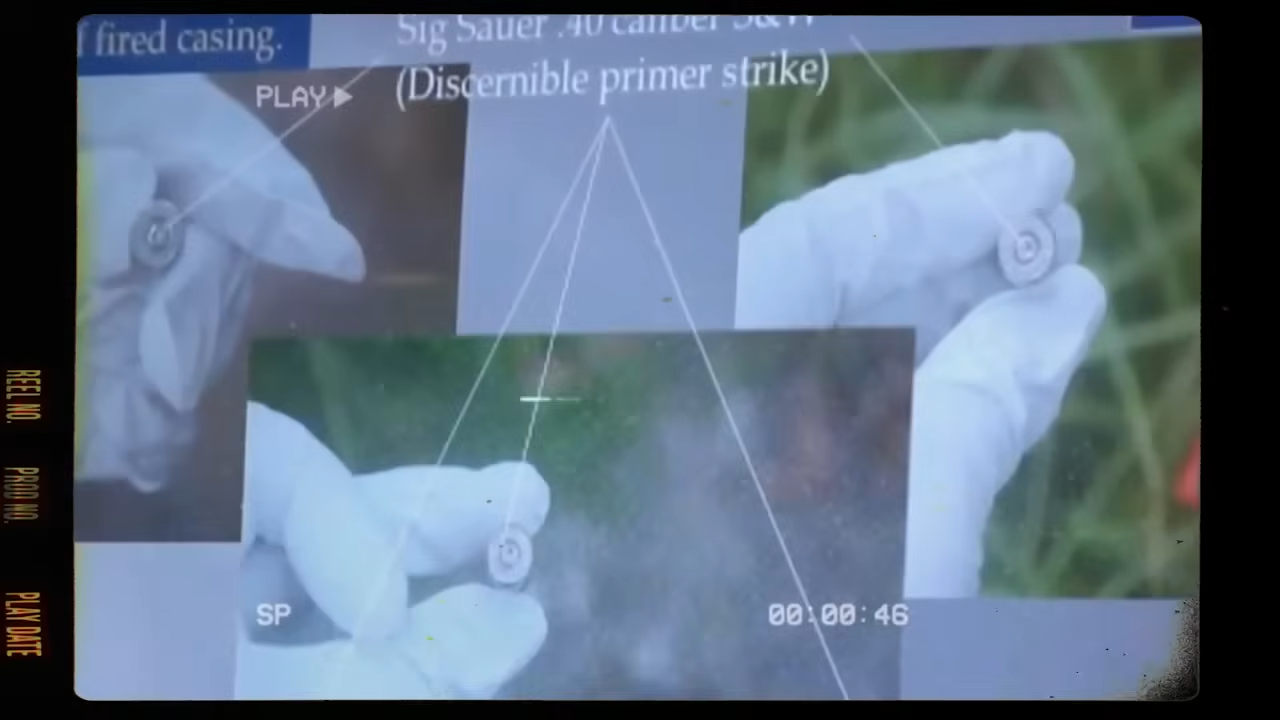 f fired casing.
Sig Sauer .40 caliber S&W
(Discernible primer strike)
PLAY
SP
00:00:46
REEL NO.
PROD NO.
PLAY DATE